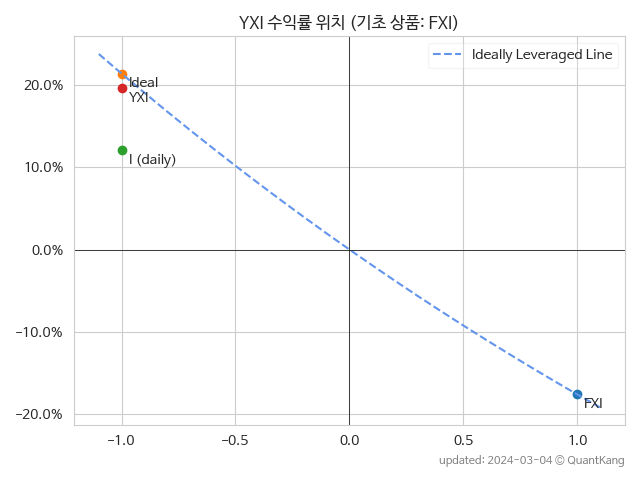 YXI 수익률 위치 (기초 상품: FXI)
Ideally Leveraged Line
20.0%
10.0%
0.0%
−10.0%
−20.0%
Ideal
YXI
I (daily)
FXI
−1.0
−0.5
0.0
0.5
1.0
updated: 2024-03-04 © QuantKang